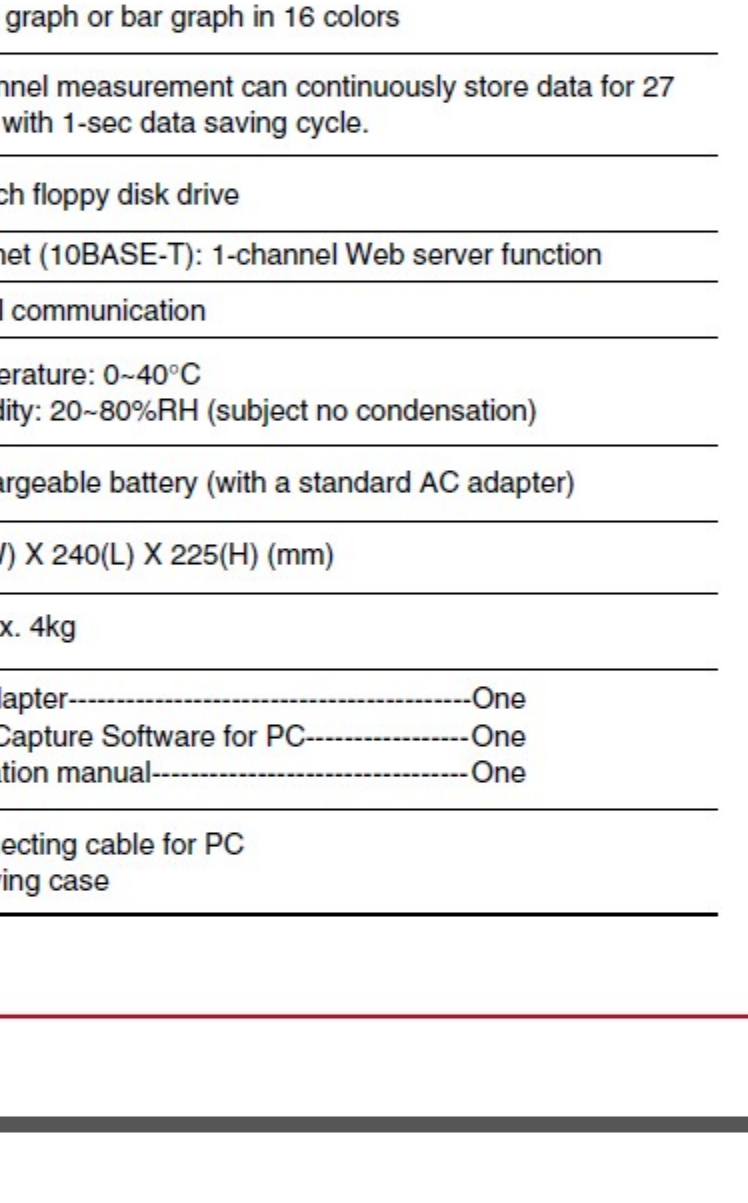 graph or bar graph in 16 colors
nnel measurement can continuously store data for 27
with 1-sec data saving cycle.
ch floppy disk drive
net (10BASE-T): 1-channel Web server function
l communication
erature: 0~40°C
dity: 20~80%RH (subject no condensation)
argeable battery (with a standard AC adapter)
V) X 240(L) X 225(H) (mm)
x. 4kg
dapter------------------------------------------One
Capture Software for PC-----------------One
ation manual---------------------------------One
ecting cable for PC
ying case